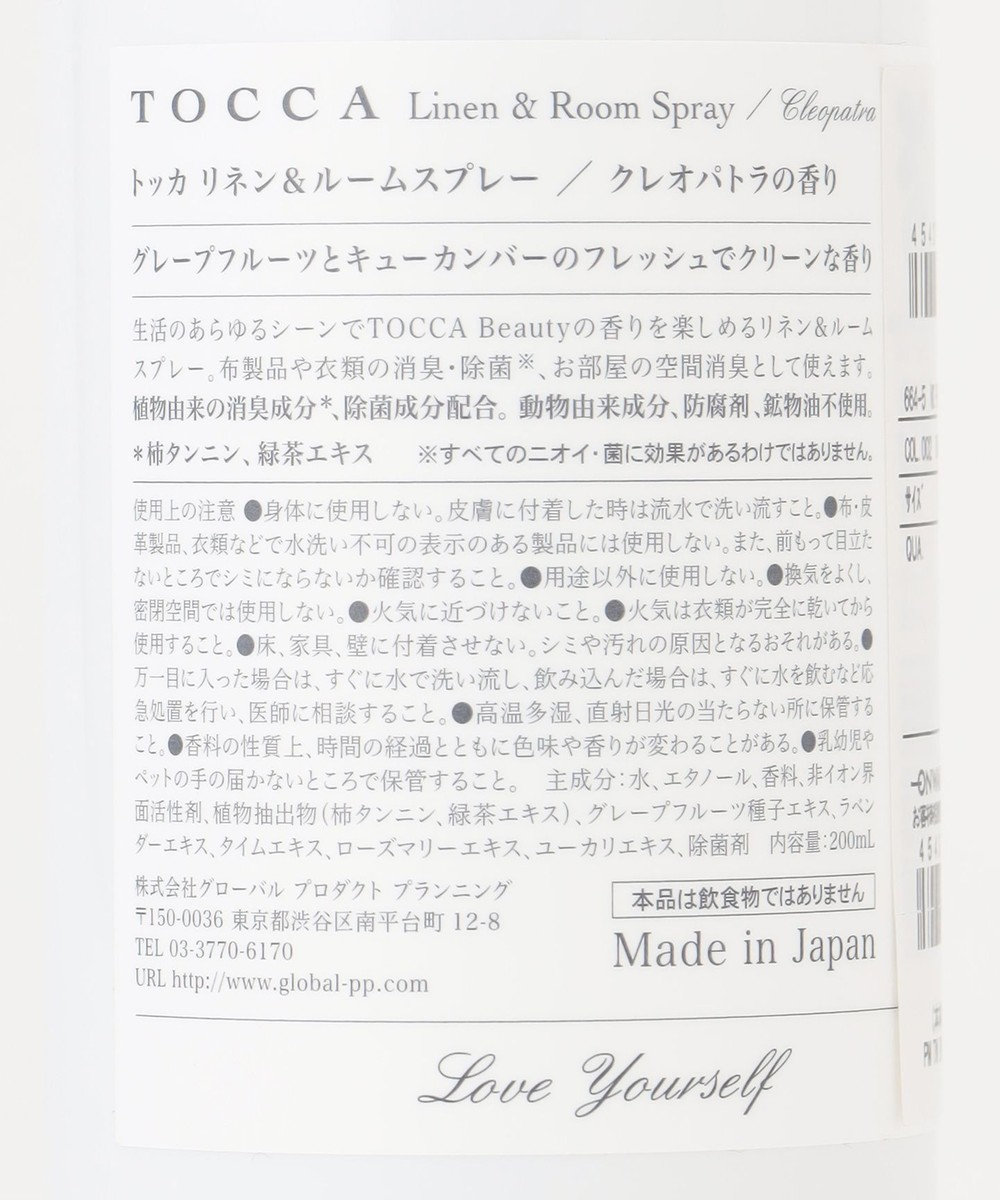 TOCCA Linen & Room Spray / Cleopatra
トッカ リネン&ルームスプレー ／ クレオパトラの香り
グレープフルーツとキューカンバーのフレッシュでクリーンな香り
生活のあらゆるシーンでTOCCA Beautyの香りを楽しめるリネン&ルーム
スプレー。布製品や衣類の消臭・除菌※、お部屋の空間消臭として使えます。
植物由来の消臭成分*、除菌成分配合。動物由来成分、防腐剤、鉱物油不使用。
*柿タンニン、緑茶エキス ※すべてのニオイ・菌に効果があるわけではありません。
使用上の注意 ●身体に使用しない。皮膚に付着した時は流水で洗い流すこと。●布・皮
革製品、衣類などで水洗い不可の表示のある製品には使用しない。また、前もって目立た
ないところでシミにならないか確認すること。●用途以外に使用しない。●換気をよくし、
密閉空間では使用しない。●火気に近づけないこと。●火気は衣類が完全に乾いてから
使用すること。●床、家具、壁に付着させない。シミや汚れの原因となるおそれがある。●
万一目に入った場合は、すぐに水で洗い流し、飲み込んだ場合は、すぐに水を飲むなど応
急処置を行い、医師に相談すること。●高温多湿、直射日光の当たらない所に保管する
こと。●香料の性質上、時間の経過とともに色味や香りが変わることがある。●乳幼児や
ペットの手の届かないところで保管すること。 主成分：水、エタノール、香料、非イオン界
面活性剤、植物抽出物（柿タンニン、緑茶エキス）、グレープフルーツ種子エキス、ラベン
ダーエキス、タイムエキス、ローズマリーエキス、ユーカリエキス、除菌剤 内容量：200mL
株式会社グローバル プロダクト プランニング
〒150-0036 東京都渋谷区南平台町 12-8
TEL 03-3770-6170
URL http://www.global-pp.com
本品は飲食物ではありません
Made in Japan
Love Yourself
454
664-5
COL 002
サイズ
QUA
454